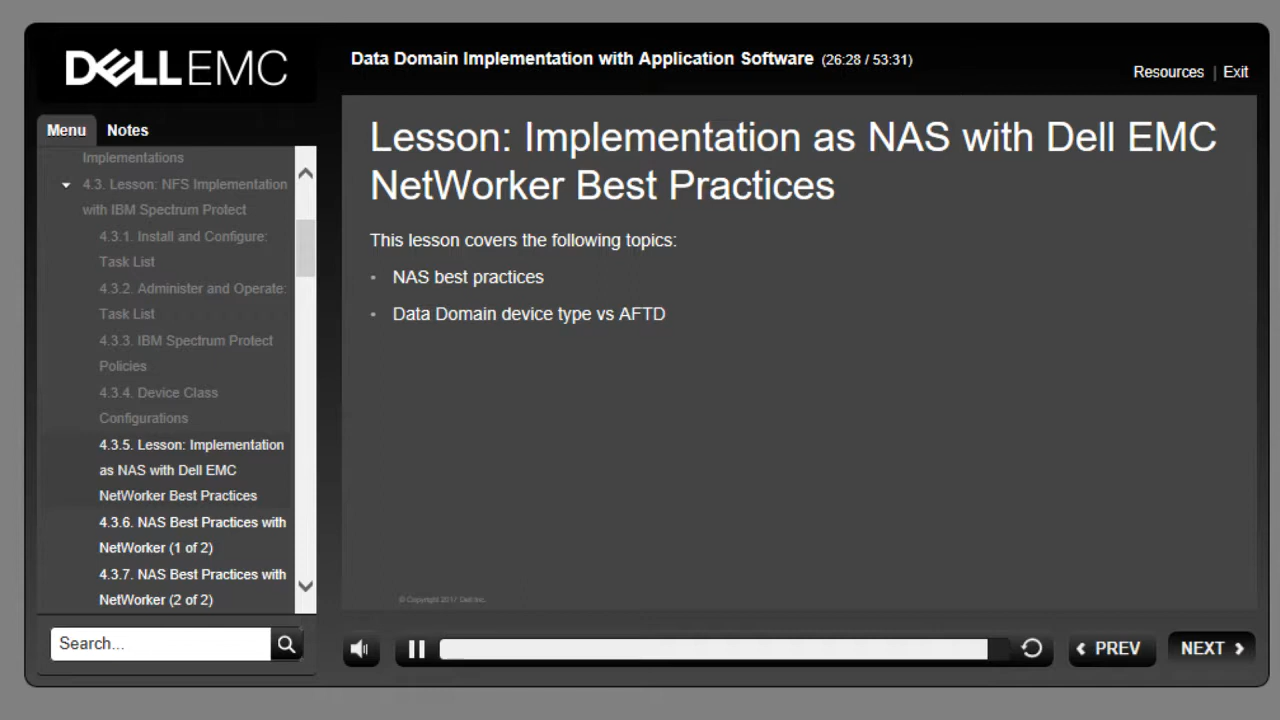 DELLEMC
Data Domain Implementation with Application Software (26:28 / 53:31)
Resources | Exit
Menu
Notes
Implementations
4.3. Lesson: NFS Implementation
with IBM Spectrum Protect
4.3.1. Install and Configure:
Task List
4.3.2. Administer and Operate:
Task List
4.3.3. IBM Spectrum Protect
Policies
4.3.4. Device Class
Configurations
4.3.5. Lesson: Implementation
as NAS with Dell EMC
NetWorker Best Practices
4.3.6. NAS Best Practices with
NetWorker (1 of 2)
4.3.7. NAS Best Practices with
NetWorker (2 of 2)
Search...
Lesson: Implementation as NAS with Dell EMC
NetWorker Best Practices
This lesson covers the following topics:
• NAS best practices
• Data Domain device type vs AFTD
© Copyright 2017 Dell Inc.
PREV
NEXT